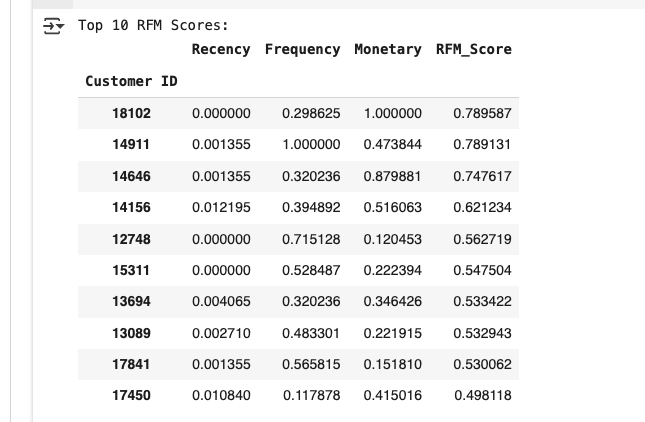 Top 10 RFM Scores:
Recency Frequency Monetary RFM_Score
Customer ID
18102 0.000000 0.298625 1.000000 0.789587
14911 0.001355 1.000000 0.473844 0.789131
14646 0.001355 0.320236 0.879881 0.747617
14156 0.012195 0.394892 0.516063 0.621234
12748 0.000000 0.715128 0.120453 0.562719
15311 0.000000 0.528487 0.222394 0.547504
13694 0.004065 0.320236 0.346426 0.533422
13089 0.002710 0.483301 0.221915 0.532943
17841 0.001355 0.565815 0.151810 0.530062
17450 0.010840 0.117878 0.415016 0.498118